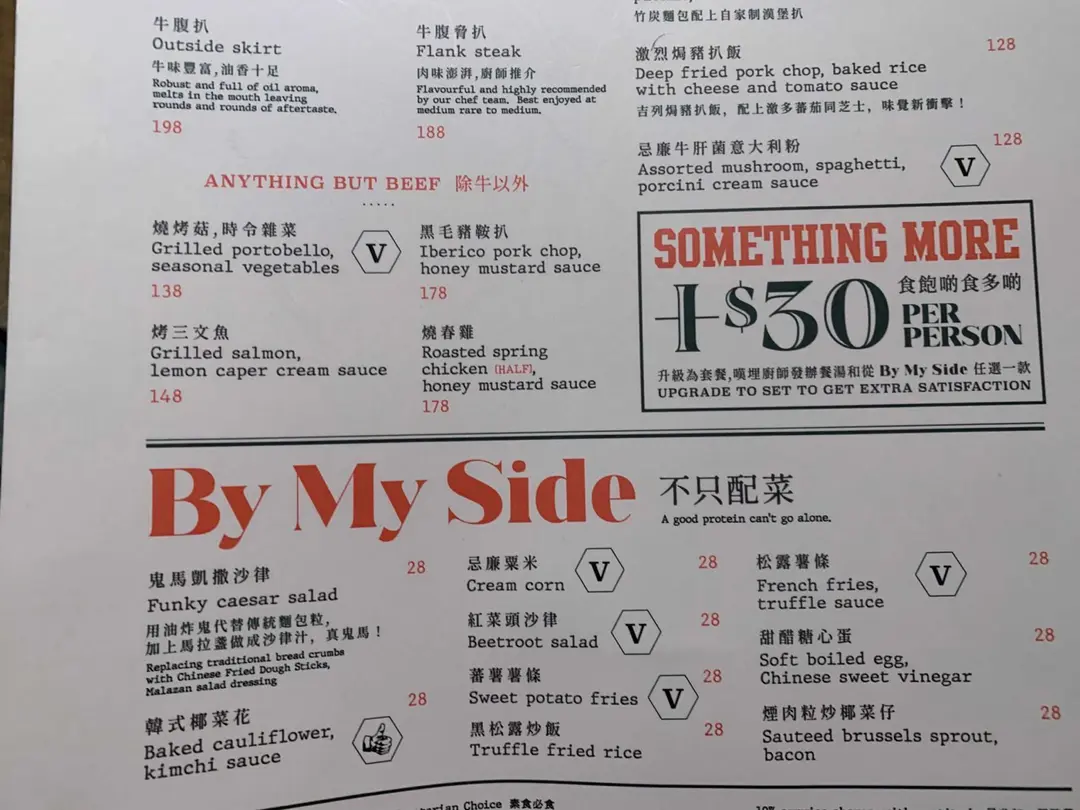 牛腹扒
Outside skirt
牛味豐富,油香十足
Robust and full of oil aroma,
melts in the mouth leaving
rounds and rounds of aftertaste.
198
牛腹脅扒
Flank steak
肉味澎湃,廚師推介
Flavourful and highly recommended
by our chef team. Best enjoyed at
medium rare to medium.
188
竹炭麵包配上自家制漢堡扒
激烈焗豬扒飯
128
Deep fried pork chop, baked rice
with cheese and tomato sauce
吉列焗豬扒飯，配上激多蕃茄同芝士，味覺新衝擊！
忌廉牛肝菌意大利粉
128
Assorted mushroom, spaghetti,
porcini cream sauce
V
ANYTHING BUT BEEF 除牛以外
燒烤菇,時令雜菜
Grilled portobello,
seasonal vegetables
V
138
黑毛豬鞍扒
Iberico pork chop,
honey mustard sauce
178
烤三文魚
Grilled salmon,
lemon caper cream sauce
148
燒春雞
Roasted spring
chicken (HALF),
honey mustard sauce
178
SOMETHING MORE
+$30
食飽啲食多啲
PER
PERSON
升級為套餐,嘆埋廚師發辦餐湯和從 By My Side 任選一款
UPGRADE TO SET TO GET EXTRA SATISFACTION
By My Side 不只配菜
A good protein can't go alone.
鬼馬凱撒沙律
28
Funky caesar salad
用油炸鬼代替傳統麵包粒,
加上馬拉盞做成沙律汁，真鬼馬！
Replacing traditional bread crumbs
with Chinese Fried Dough Sticks,
Malazan salad dressing
韓式椰菜花
28
Baked cauliflower,
kimchi sauce
忌廉粟米
Cream corn
V
28
紅菜頭沙律
Beetroot salad
V
28
蕃薯薯條
Sweet potato fries
V
28
黑松露炒飯
28
Truffle fried rice
松露薯條
French fries,
truffle sauce
V
28
甜醋糖心蛋
28
Soft boiled egg,
Chinese sweet vinegar
煙肉粒炒椰菜仔
28
Sauteed brussels sprout,
bacon
Choice 素食必食